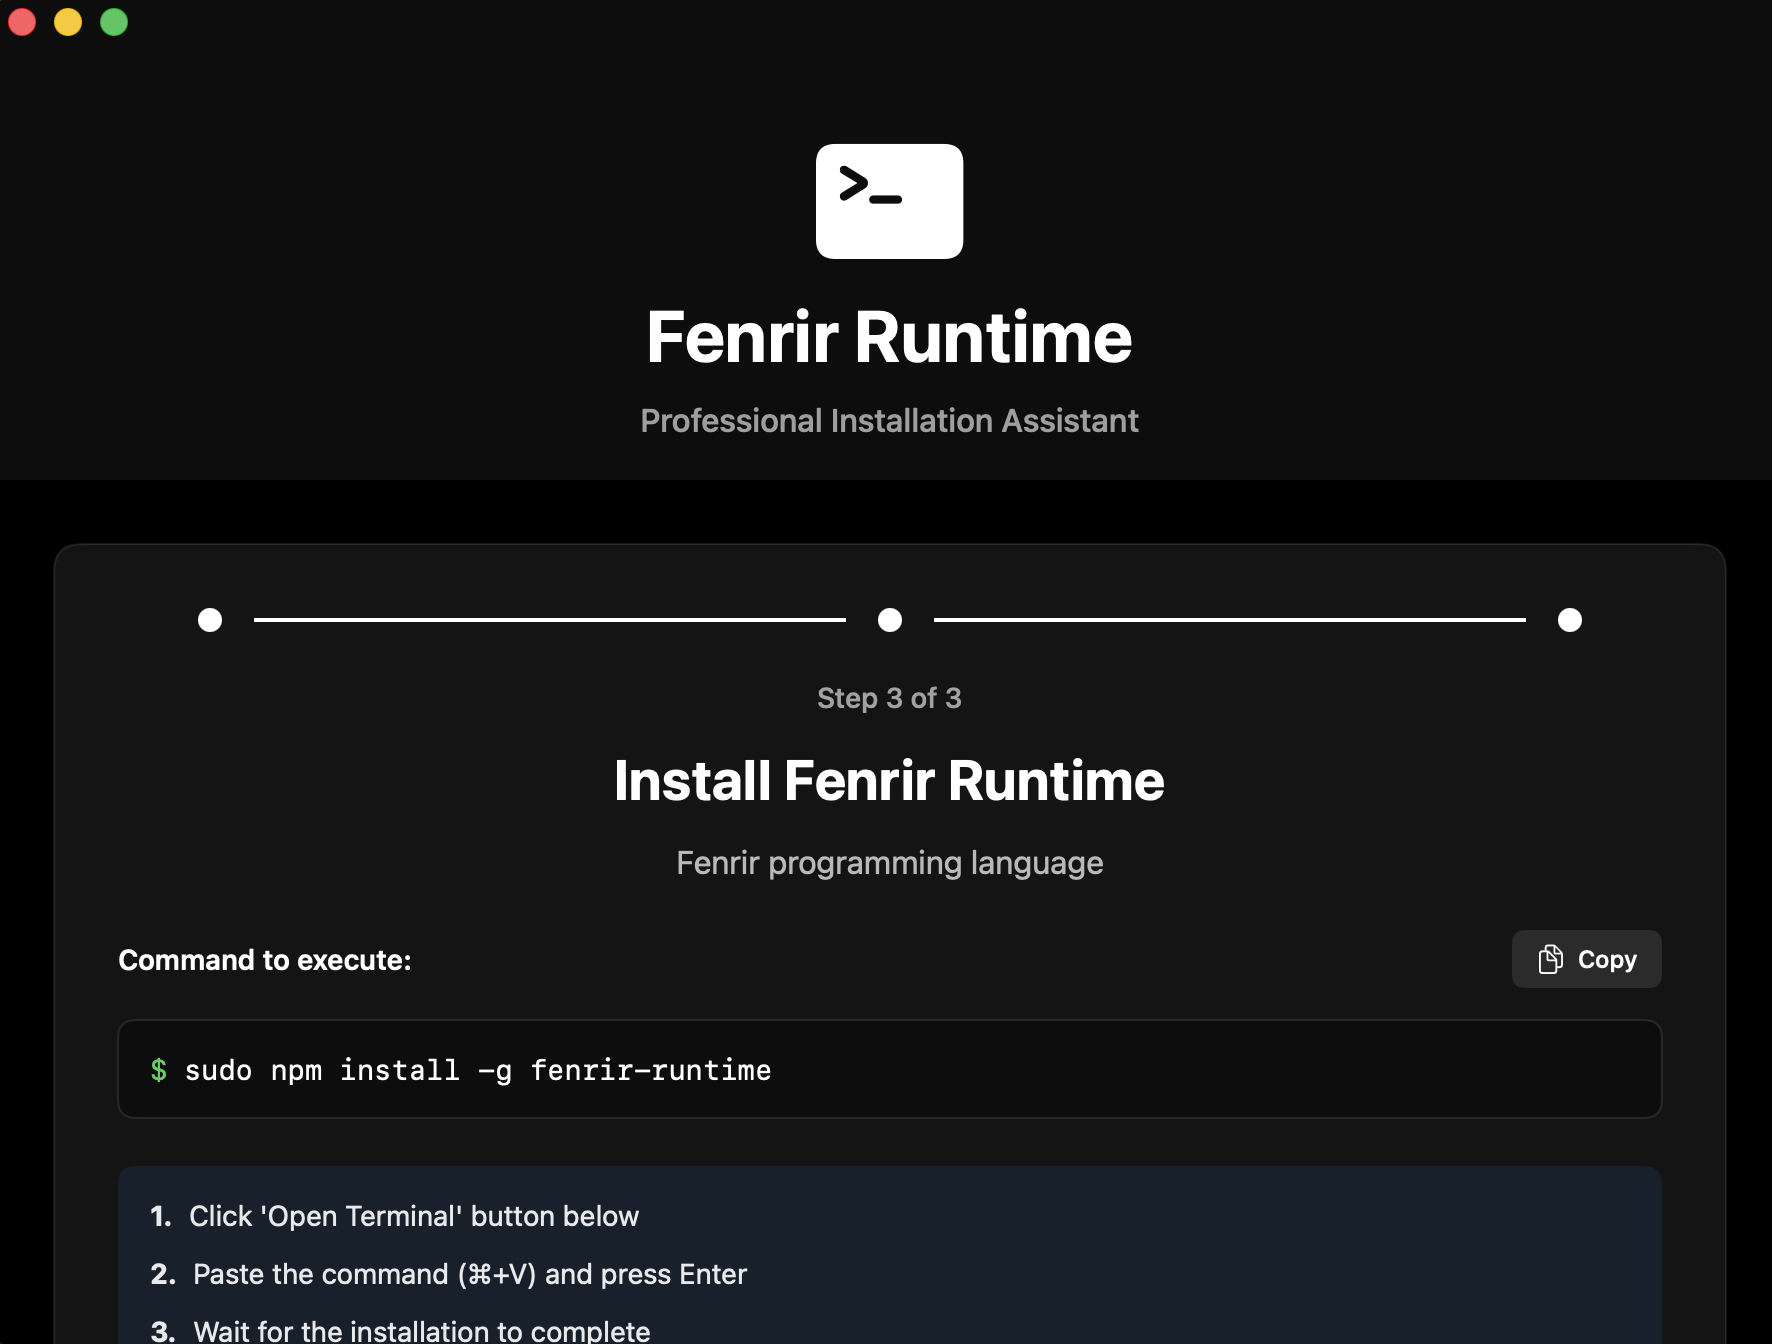 >_
Fenrir Runtime
Professional Installation Assistant
Step 3 of 3
Install Fenrir Runtime
Fenrir programming language
Command to execute:
Copy
$ sudo npm install -g fenrir-runtime
1. Click 'Open Terminal' button below
2. Paste the command (⌘+V) and press Enter
3. Wait for the installation to complete